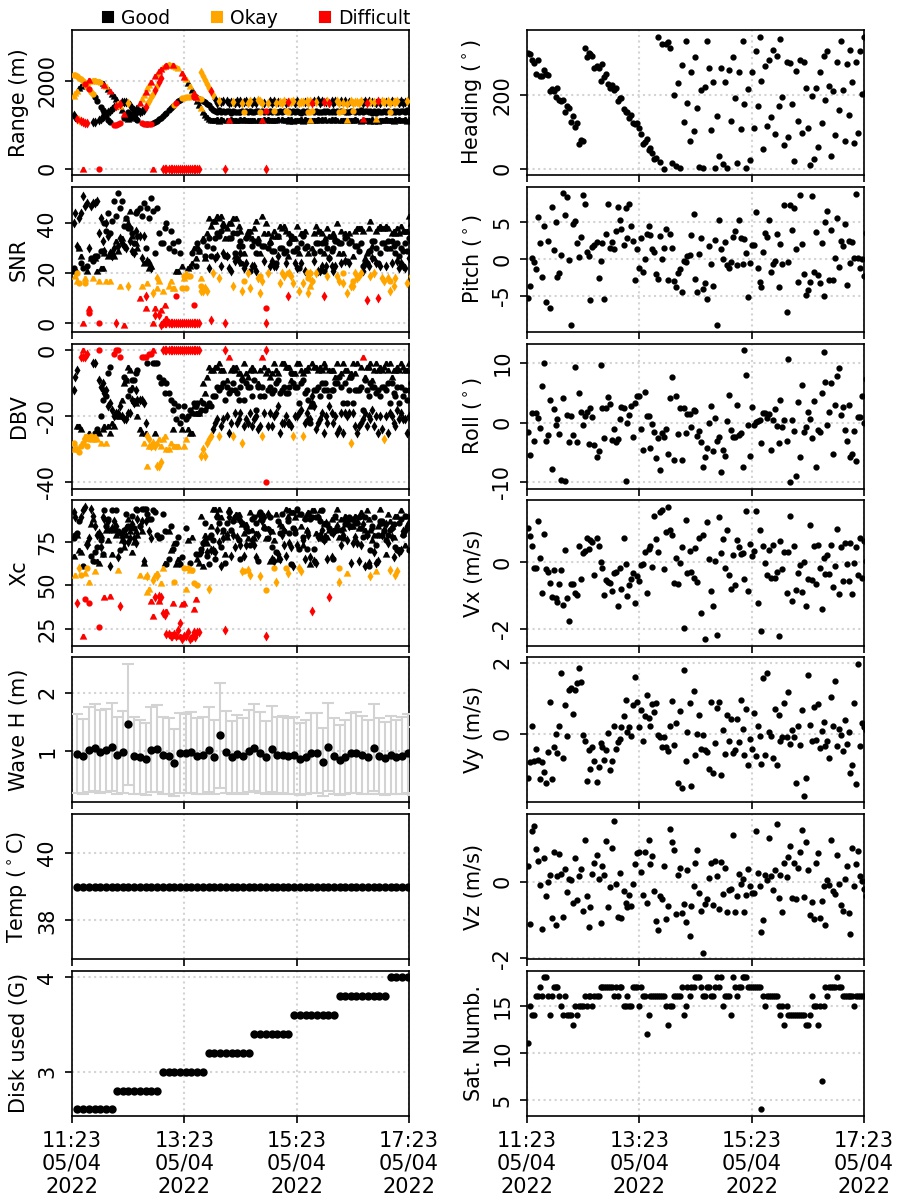 Good Okay Difficult
Range (m)
2000
0
SNR
40
20
0
DBV
0
-20
-40
Xc
75
50
25
Wave H (m)
2
1
Temp (°C)
40
38
Disk used (G)
4
3
11:23 13:23 15:23 17:23
05/04 05/04 05/04 05/04
2022 2022 2022 2022
Heading (°)
200
0
Pitch (°)
5
0
-5
Roll (°)
10
0
-10
Vx (m/s)
0
-2
Vy (m/s)
2
0
Vz (m/s)
0
-2
Sat. Numb.
15
10
5
11:23 13:23 15:23 17:23
05/04 05/04 05/04 05/04
2022 2022 2022 2022